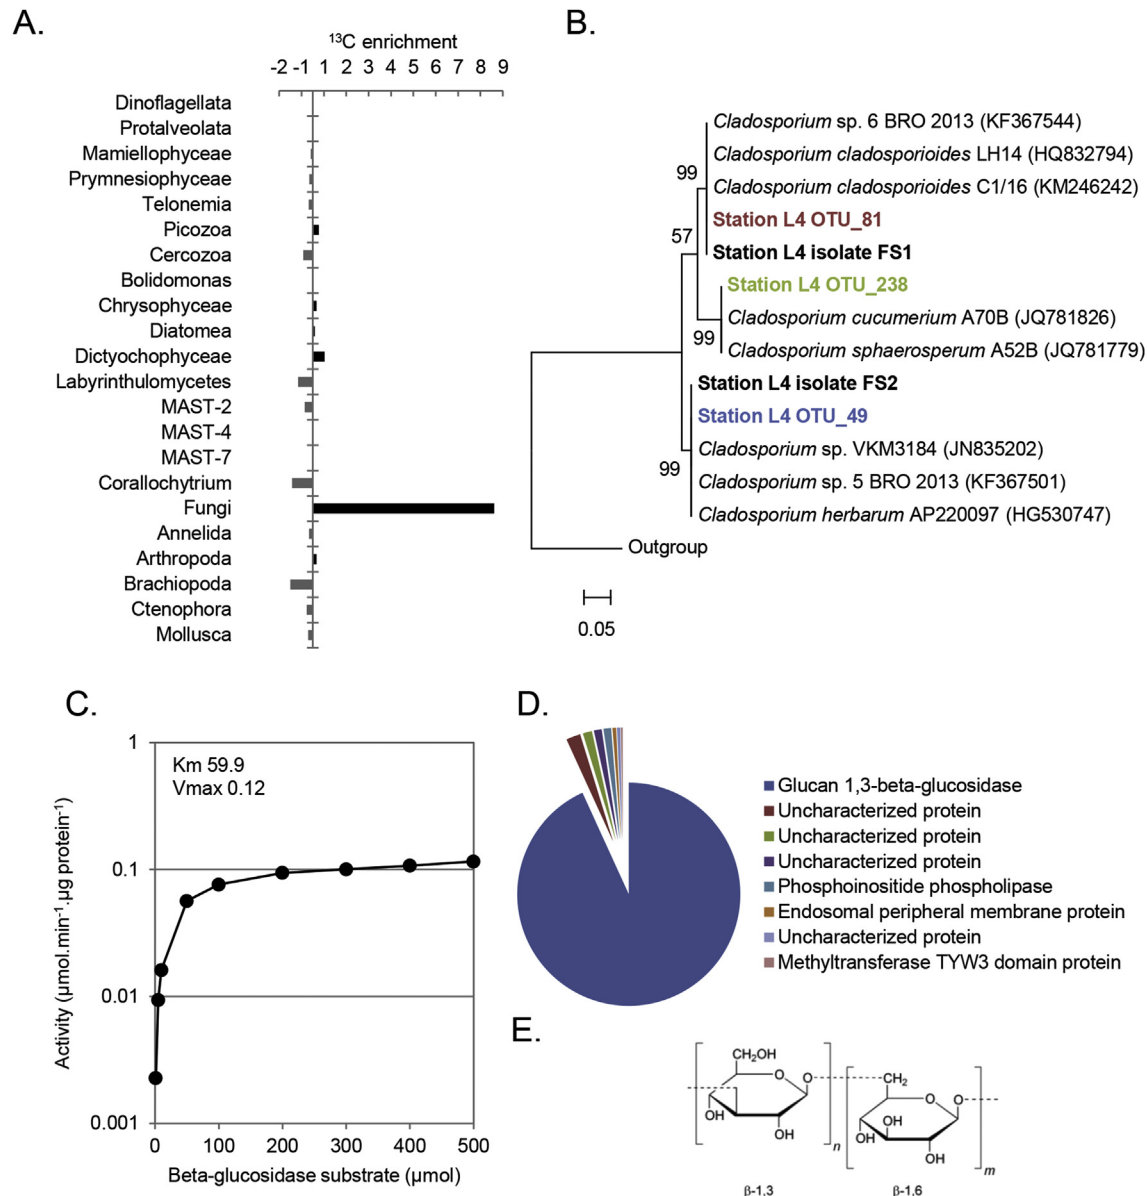 A.
¹³C enrichment
-2 -1 1 2 3 4 5 6 7 8 9
Dinoflagellata
Protalveolata
Mamiellophyceae
Prymnesiophyceae
Telonemia
Picozoa
Cercozoa
Bolidomonas
Chrysophyceae
Diatomea
Dictyochophyceae
Labyrinthulomycetes
MAST-2
MAST-4
MAST-7
Corallochytrium
Fungi
Annelida
Arthropoda
Brachiopoda
Ctenophora
Mollusca
B.
Cladosporium sp. 6 BRO 2013 (KF367544)
Cladosporium cladosporioides LH14 (HQ832794)
99
Cladosporium cladosporioides C1/16 (KM246242)
Station L4 OTU_81
57
Station L4 isolate FS1
Station L4 OTU_238
Cladosporium cucumerium A70B (JQ781826)
99
Cladosporium sphaerosperum A52B (JQ781779)
Station L4 isolate FS2
Station L4 OTU_49
Cladosporium sp. VKM3184 (JN835202)
99
Cladosporium sp. 5 BRO 2013 (KF367501)
Cladosporium herbarum AP220097 (HG530747)
Outgroup
0.05
C.
Activity (µmol.min⁻¹.µg protein⁻¹)
1
0.1
0.01
0.001
Km 59.9
Vmax 0.12
0 100 200 300 400 500
Beta-glucosidase substrate (µmol)
D.
Glucan 1,3-beta-glucosidase
Uncharacterized protein
Uncharacterized protein
Uncharacterized protein
Phosphoinositide phospholipase
Endosomal peripheral membrane protein
Uncharacterized protein
Methyltransferase TYW3 domain protein
E.
CH₂OH
O
O
CH₂
O
O
OH
OH
OH
OH
OH
n
m
β-1,3
β-1,6